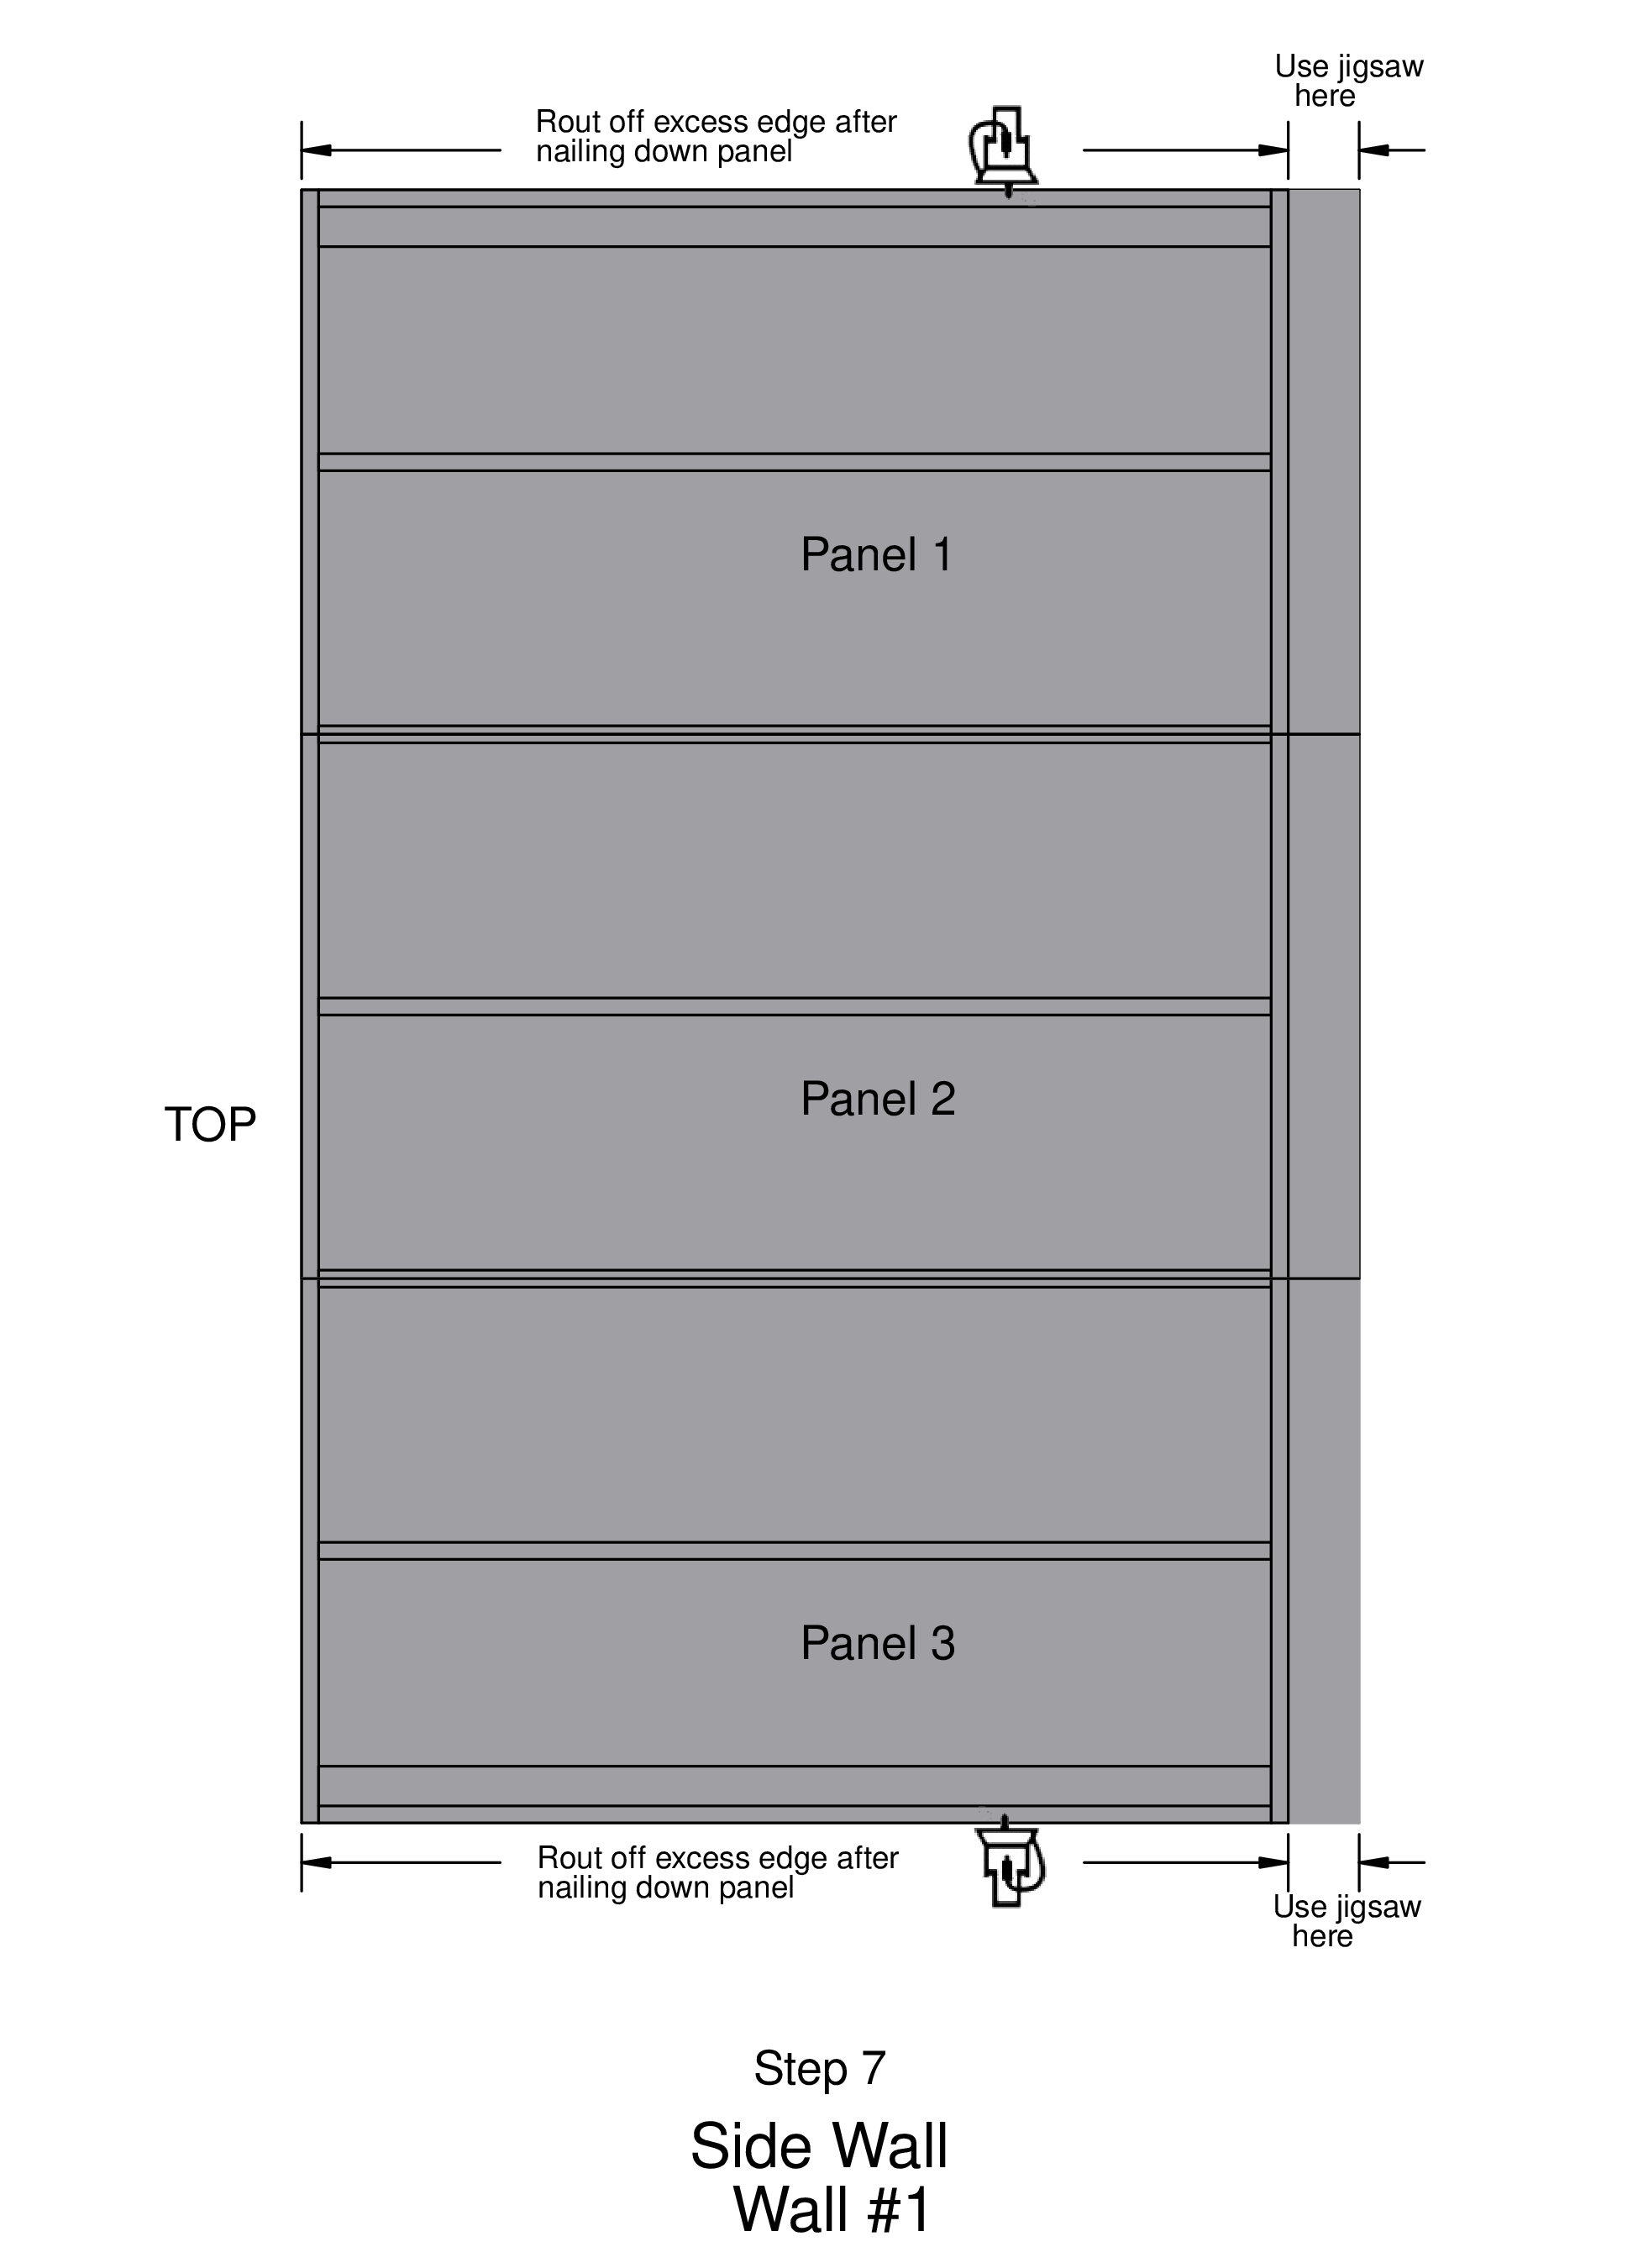 Use jigsaw
here
Rout off excess edge after
nailing down panel
Panel 1
Panel 2
TOP
Panel 3
Rout off excess edge after
nailing down panel
Use jigsaw
here
Step 7
Side Wall
Wall #1